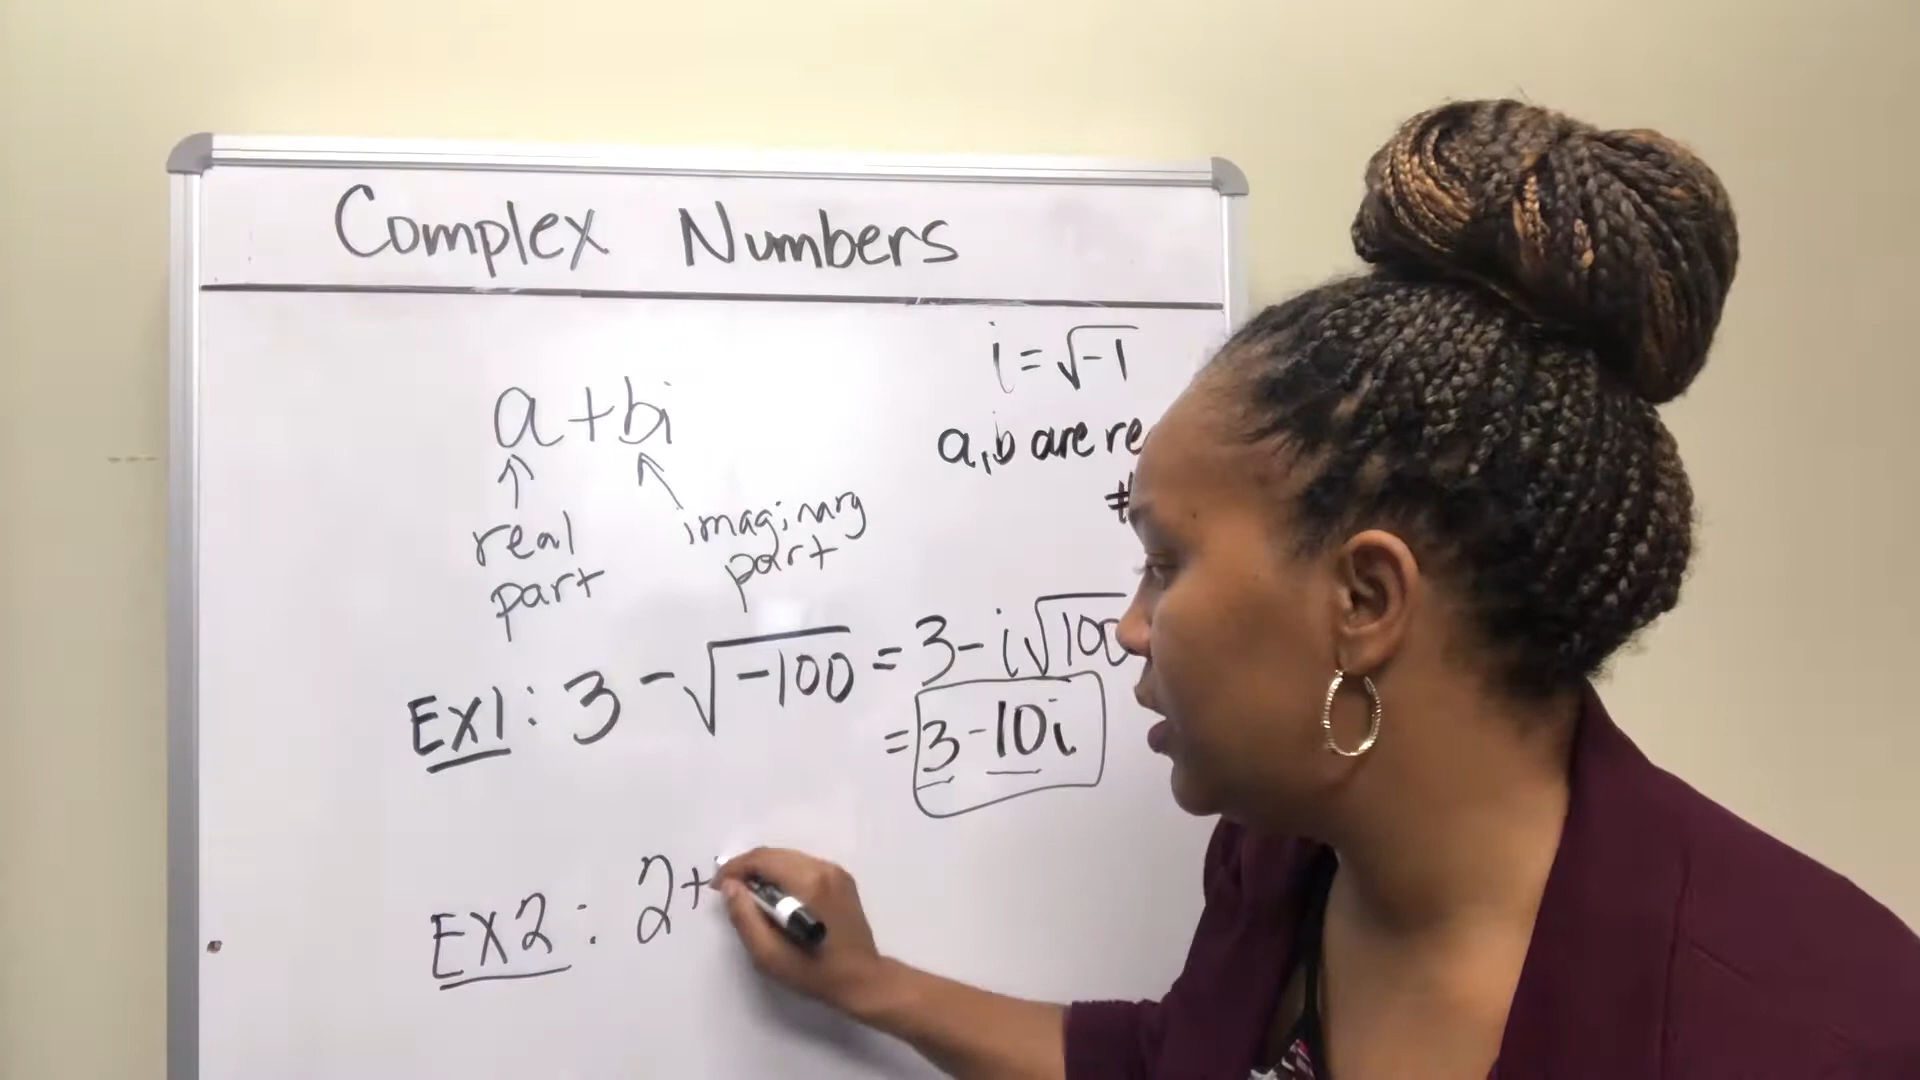 Complex Numbers
i = √-1
a + bi
a,b are re
#
real part
imaginary part
Ex1: 3 - √-100 = 3 - i√100
= 3 - 10i
EX2: 2+